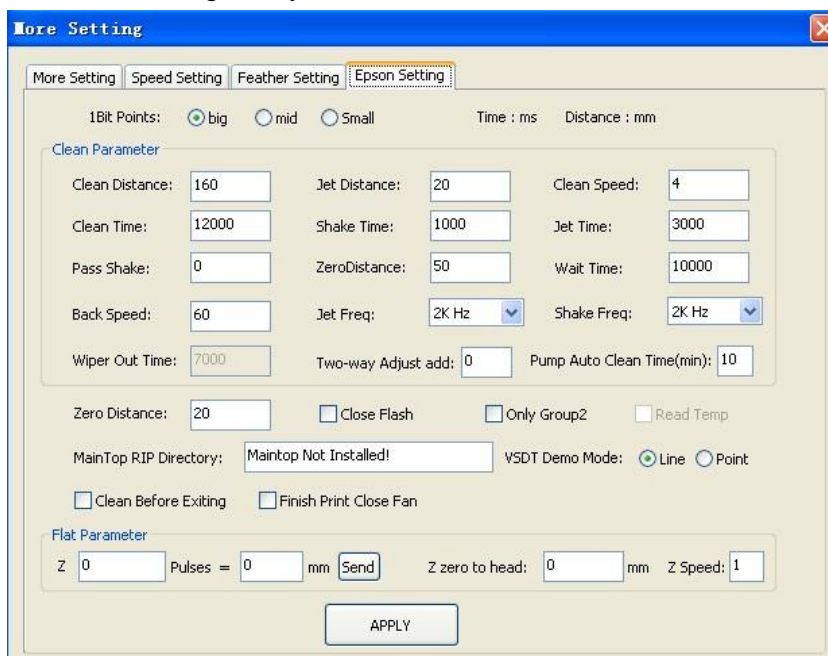 More Setting
More Setting Speed Setting Feather Setting Epson Setting
1Bit Points: big mid Small Time : ms Distance : mm
Clean Parameter
Clean Distance: 160 Jet Distance: 20 Clean Speed: 4
Clean Time: 12000 Shake Time: 1000 Jet Time: 3000
Pass Shake: 0 ZeroDistance: 50 Wait Time: 10000
Back Speed: 60 Jet Freq: 2K Hz Shake Freq: 2K Hz
Wiper Out Time: 7000 Two-way Adjust add: 0 Pump Auto Clean Time(min): 10
Zero Distance: 20 Close Flash Only Group2 Read Temp
MainTop RIP Directory: Maintop Not Installed! VSDT Demo Mode: Line Point
Clean Before Exiting Finish Print Close Fan
Flat Parameter
Z 0 Pulses = 0 mm Send Z zero to head: 0 mm Z Speed: 1
APPLY